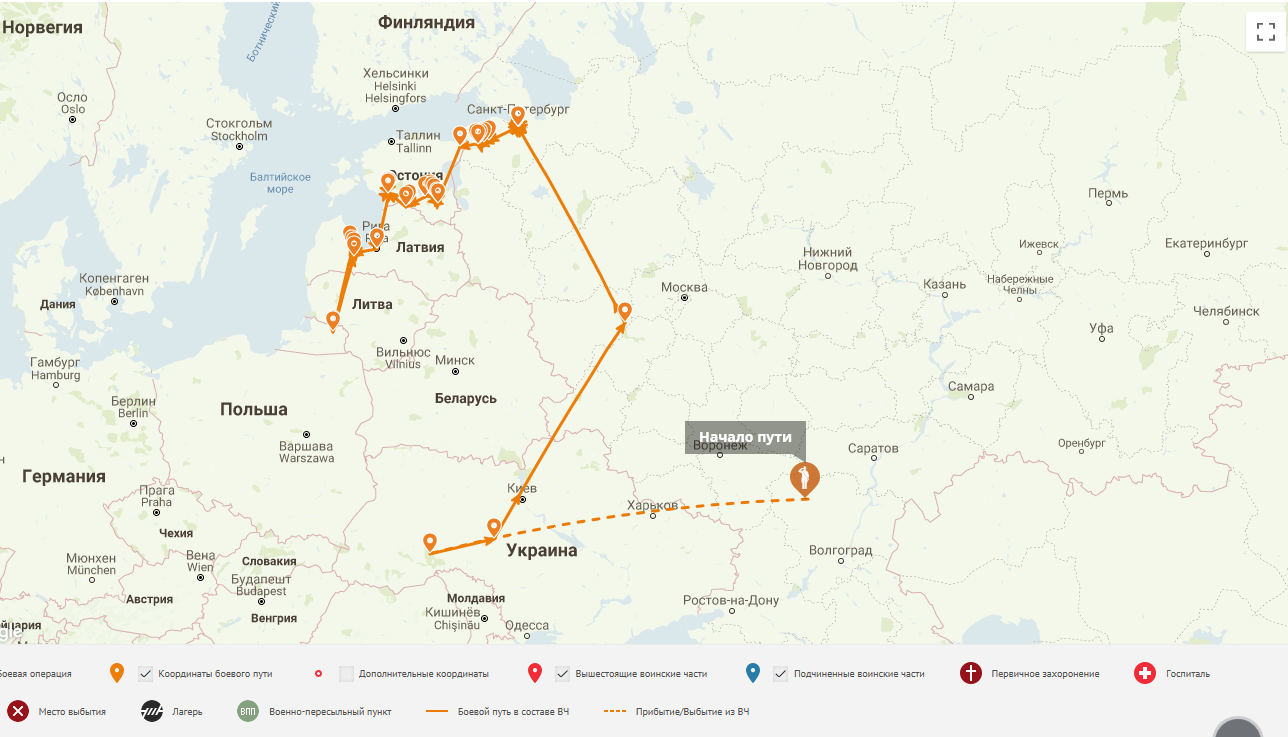 Норвегия
Финляндия
Ботнический
Хельсинки
Helsinki
Helsingfors
Осло
Oslo
Санкт-Петербург
Стокгольм
Stockholm
Таллин
Tallinn
Эстония
Балтийское
море
Пермь
Рига
Латвия
Ижевск
Екатеринбург
Нижний
Новгород
Копенгаген
København
Казань
Набережные
Челны
Москва
Дания
Литва
Челябинск
Уфа
Вильнюс
Vilnius
Минск
Гамбург
Hamburg
Самара
Берлин
Berlin
Беларусь
Польша
Начало пути
Воронеж
Варшава
Warszawa
Саратов
Оренбург
Германия
Прага
Praha
Киев
Харьков
Чехия
Украина
Волгоград
Мюнхен
München
Вена
Wien
Словакия
Будапешт
Budapest
Австрия
Молдавия
Ростов-на-Дону
Кишинёв
Chișinău
Венгрия
Одесса
йцария
gle
Боевая операция
Координаты боевого пути
Дополнительные координаты
Вышестоящие воинские части
Подчиненные воинские части
Первичное захоронение
Госпиталь
Место выбытия
Лагерь
ВПП
Военно-пересыльный пункт
Боевой путь в составе ВЧ
Прибытие/Выбытие из ВЧ